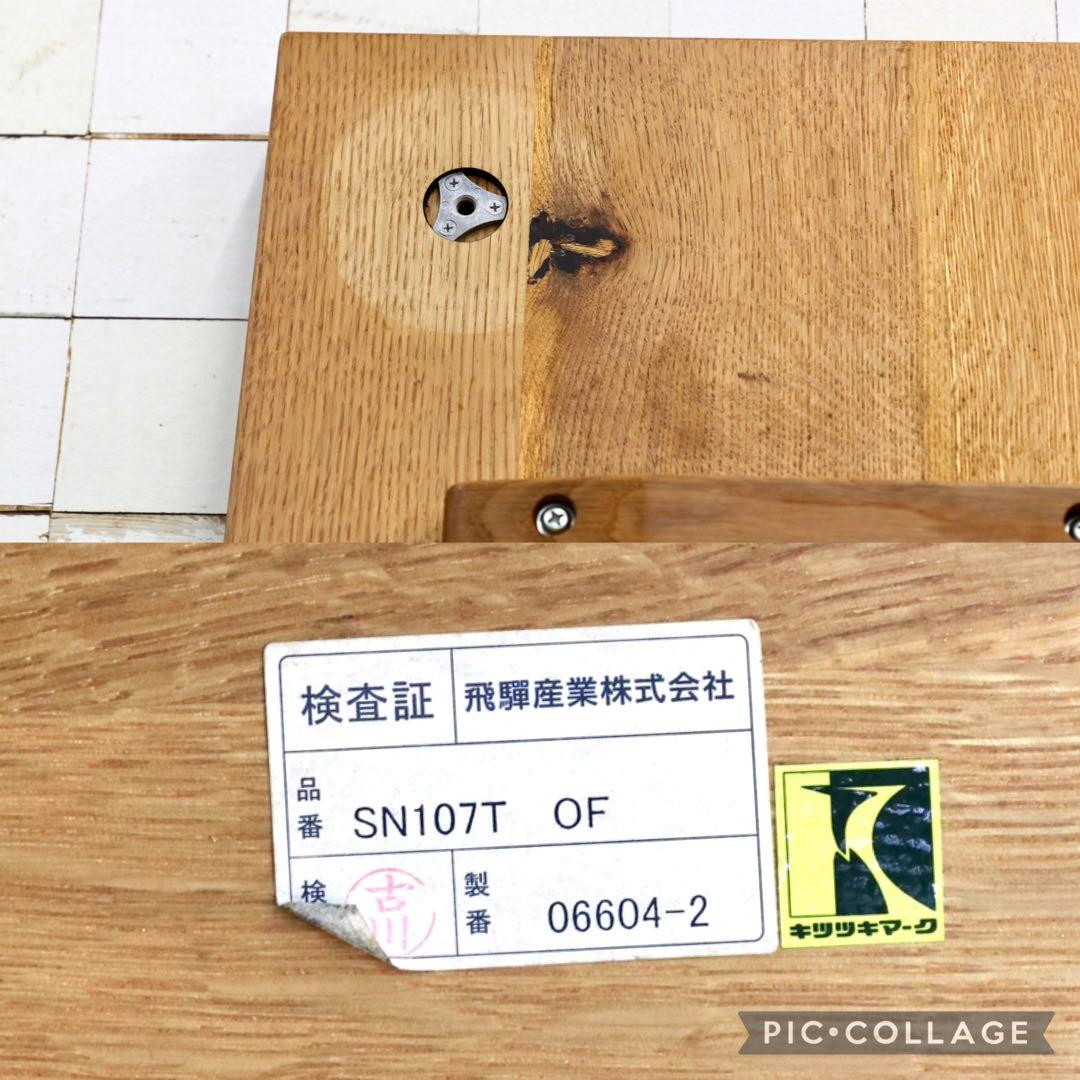 検査証
飛驒産業株式会社
品番
SN107T OF
検
古川
製番
06604-2
キツツキマーク
PIC•COLLAGE